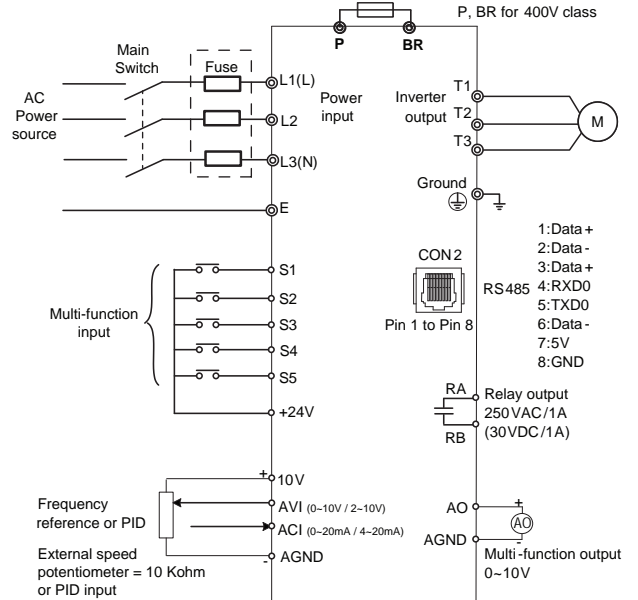 P, BR for 400V class
P
BR
Main
Switch
Fuse
L1(L)
T1
AC
Power
source
Power
input
Inverter
output
T2
M
L2
T3
L3(N)
Ground
E
1:Data+
2:Data-
CON2
3:Data+
RS485
4:RXD0
5:TXD0
6:Data-
7:5V
8:GND
Pin 1 to Pin 8
S1
S2
Multi-function
input
S3
S4
S5
+24V
RA
Relay output
250VAC/1A
(30VDC/1A)
RB
+
10V
Frequency
reference or PID
AVI (0~10V / 2~10V)
ACI (0~20mA / 4~20mA)
AO
+
AO
AGND
-
- AGND
External speed
potentiometer = 10 Kohm
or PID input
Multi-function output
0~10V